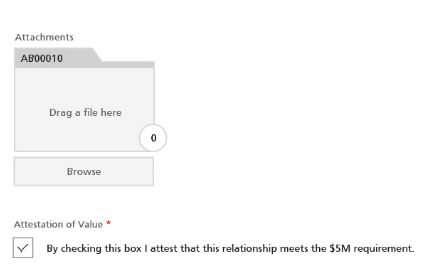 Attachments
AB00010
Drag a file here
0
Browse
Attestation of Value *
By checking this box I attest that this relationship meets the $5M requirement.